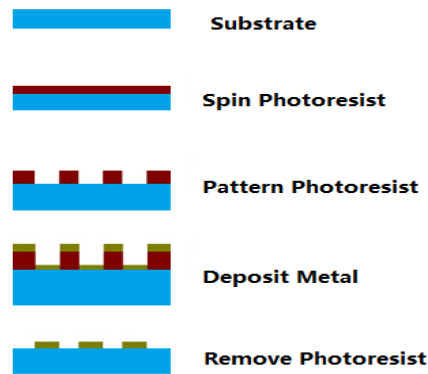 Substrate
Spin Photoresist
Pattern Photoresist
Deposit Metal
Remove Photoresist